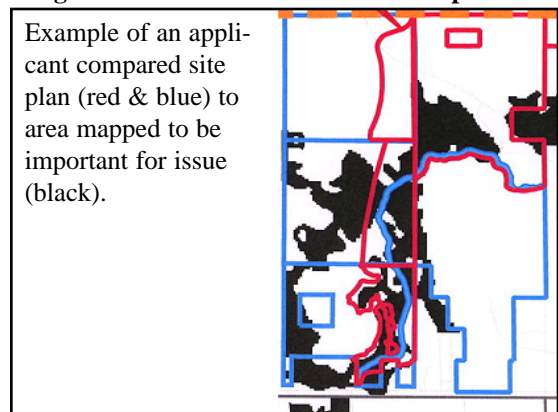 Example of an appli-
cant compared site
plan (red & blue) to
area mapped to be
important for issue
(black).